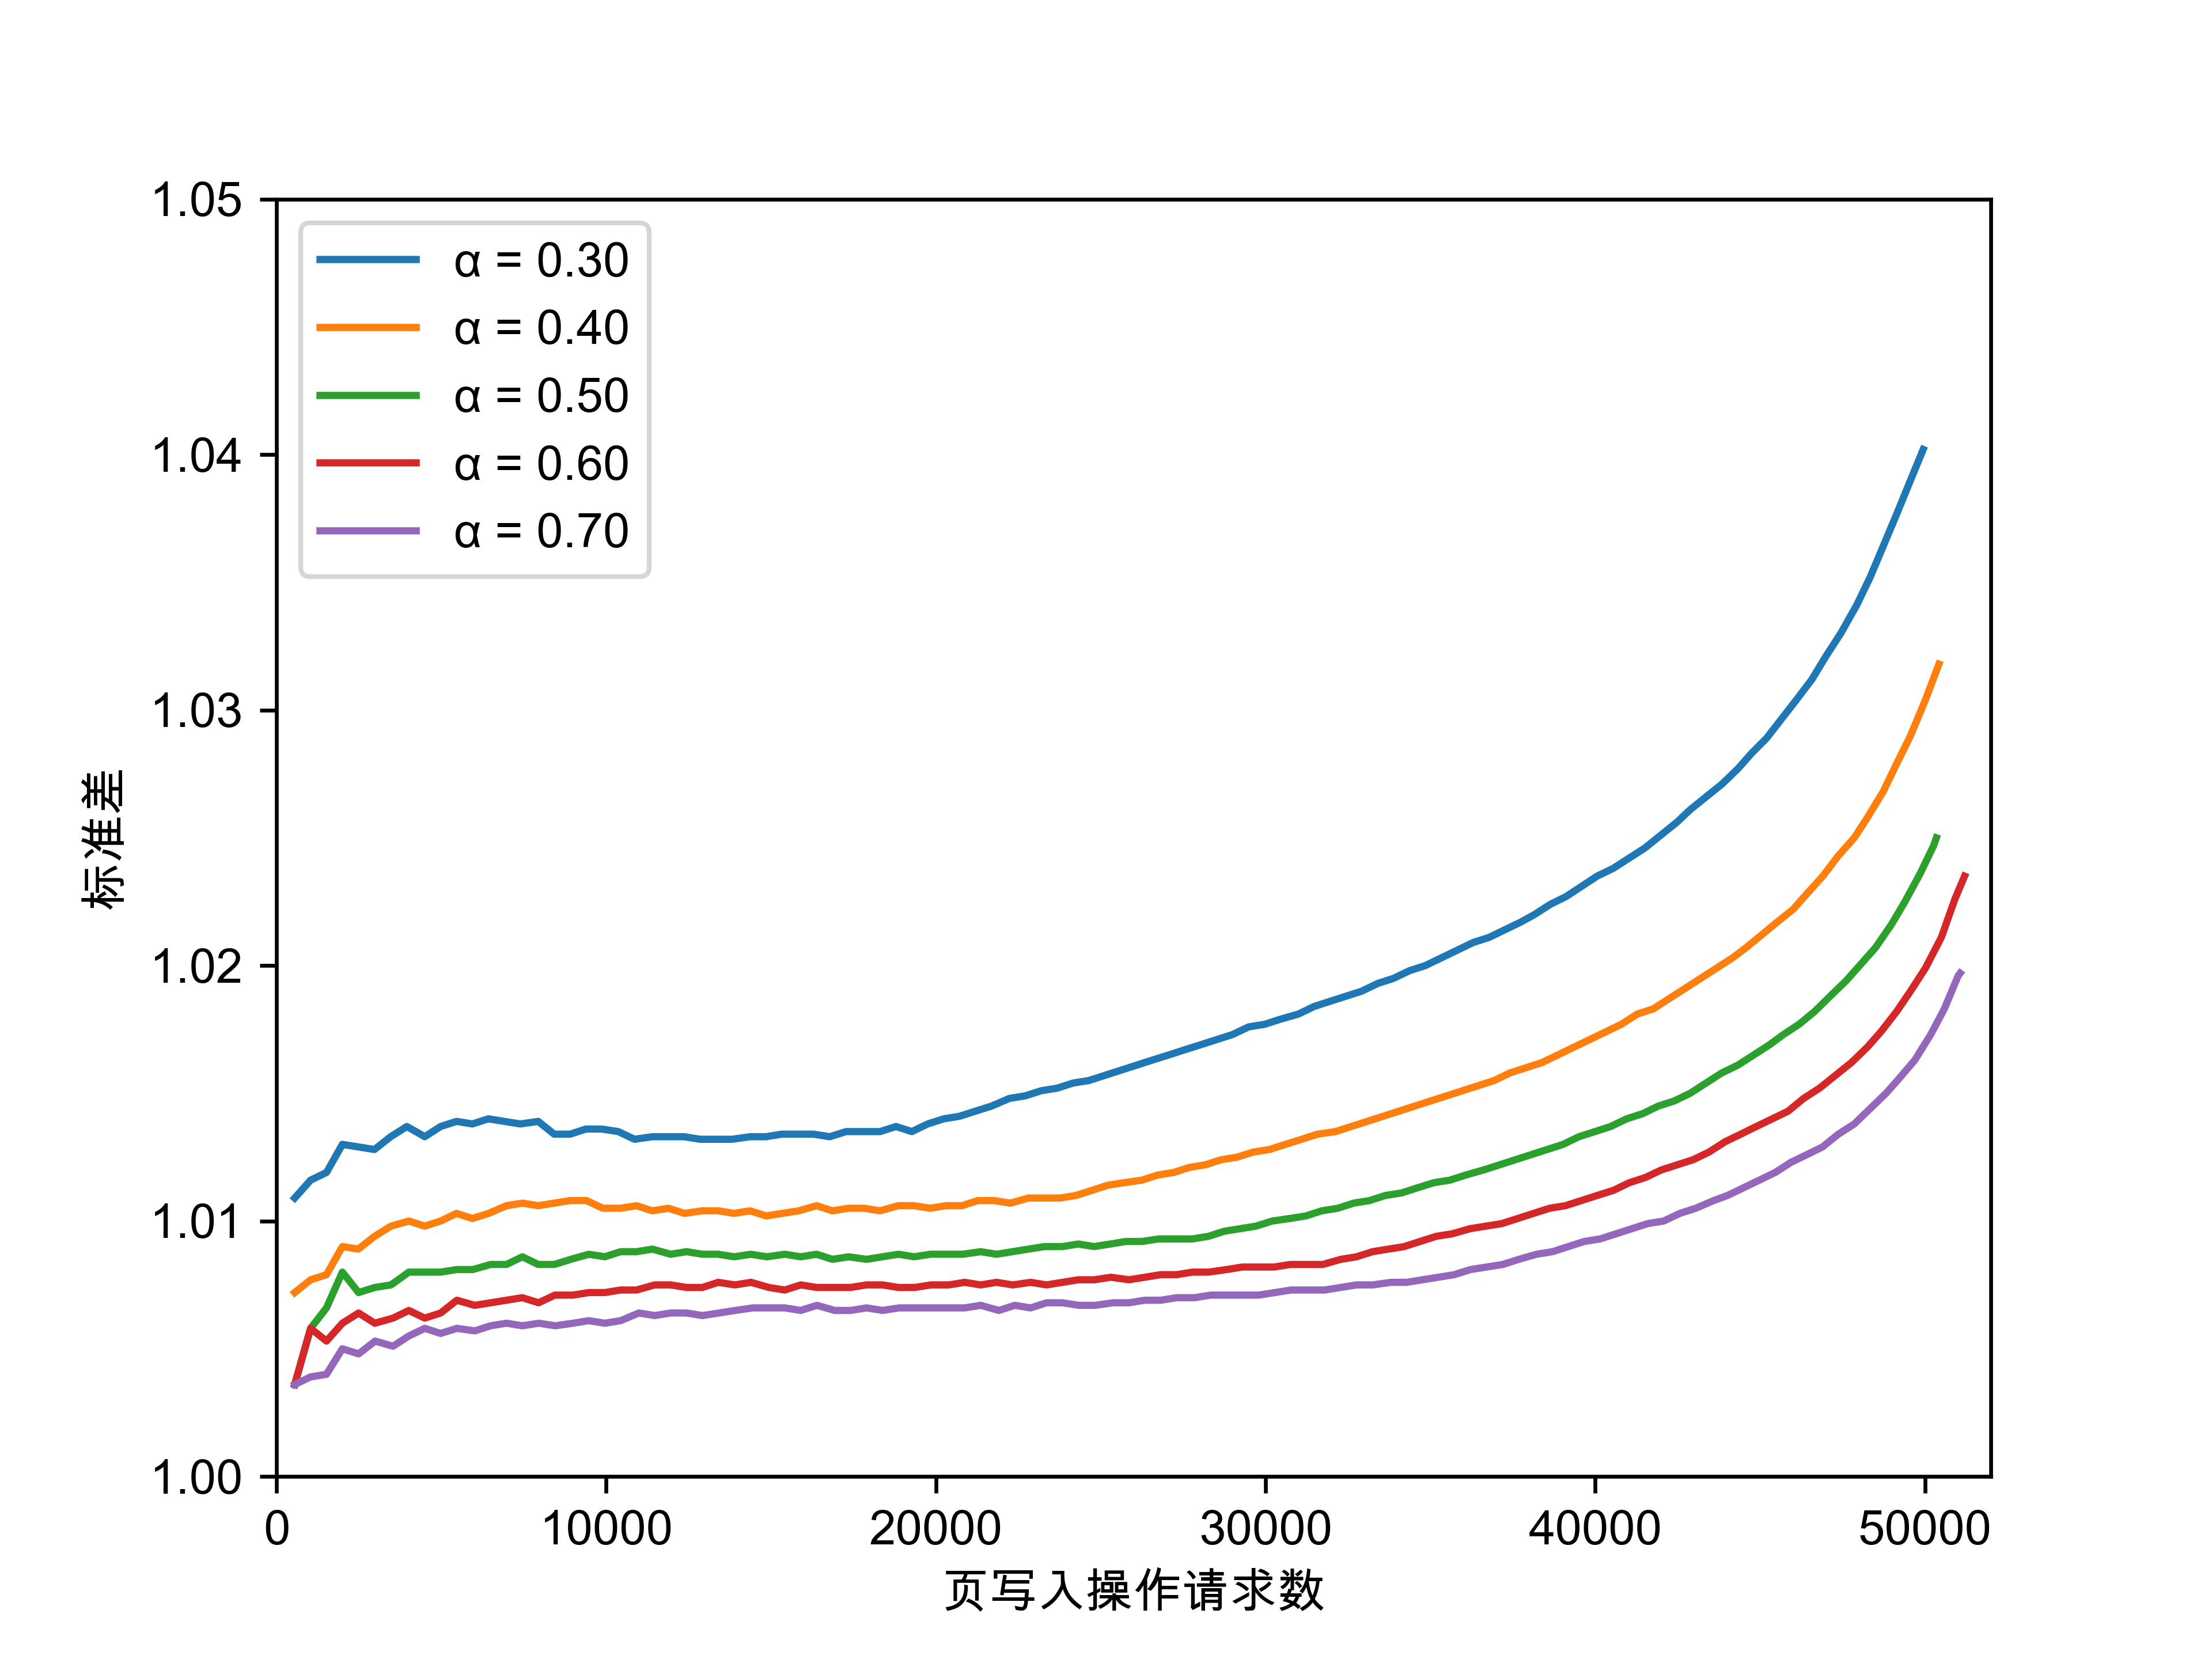 1.05
1.04
1.03
1.02
1.01
1.00
标准差
α = 0.30
α = 0.40
α = 0.50
α = 0.60
α = 0.70
0 10000 20000 30000 40000 50000
页写入操作请求数